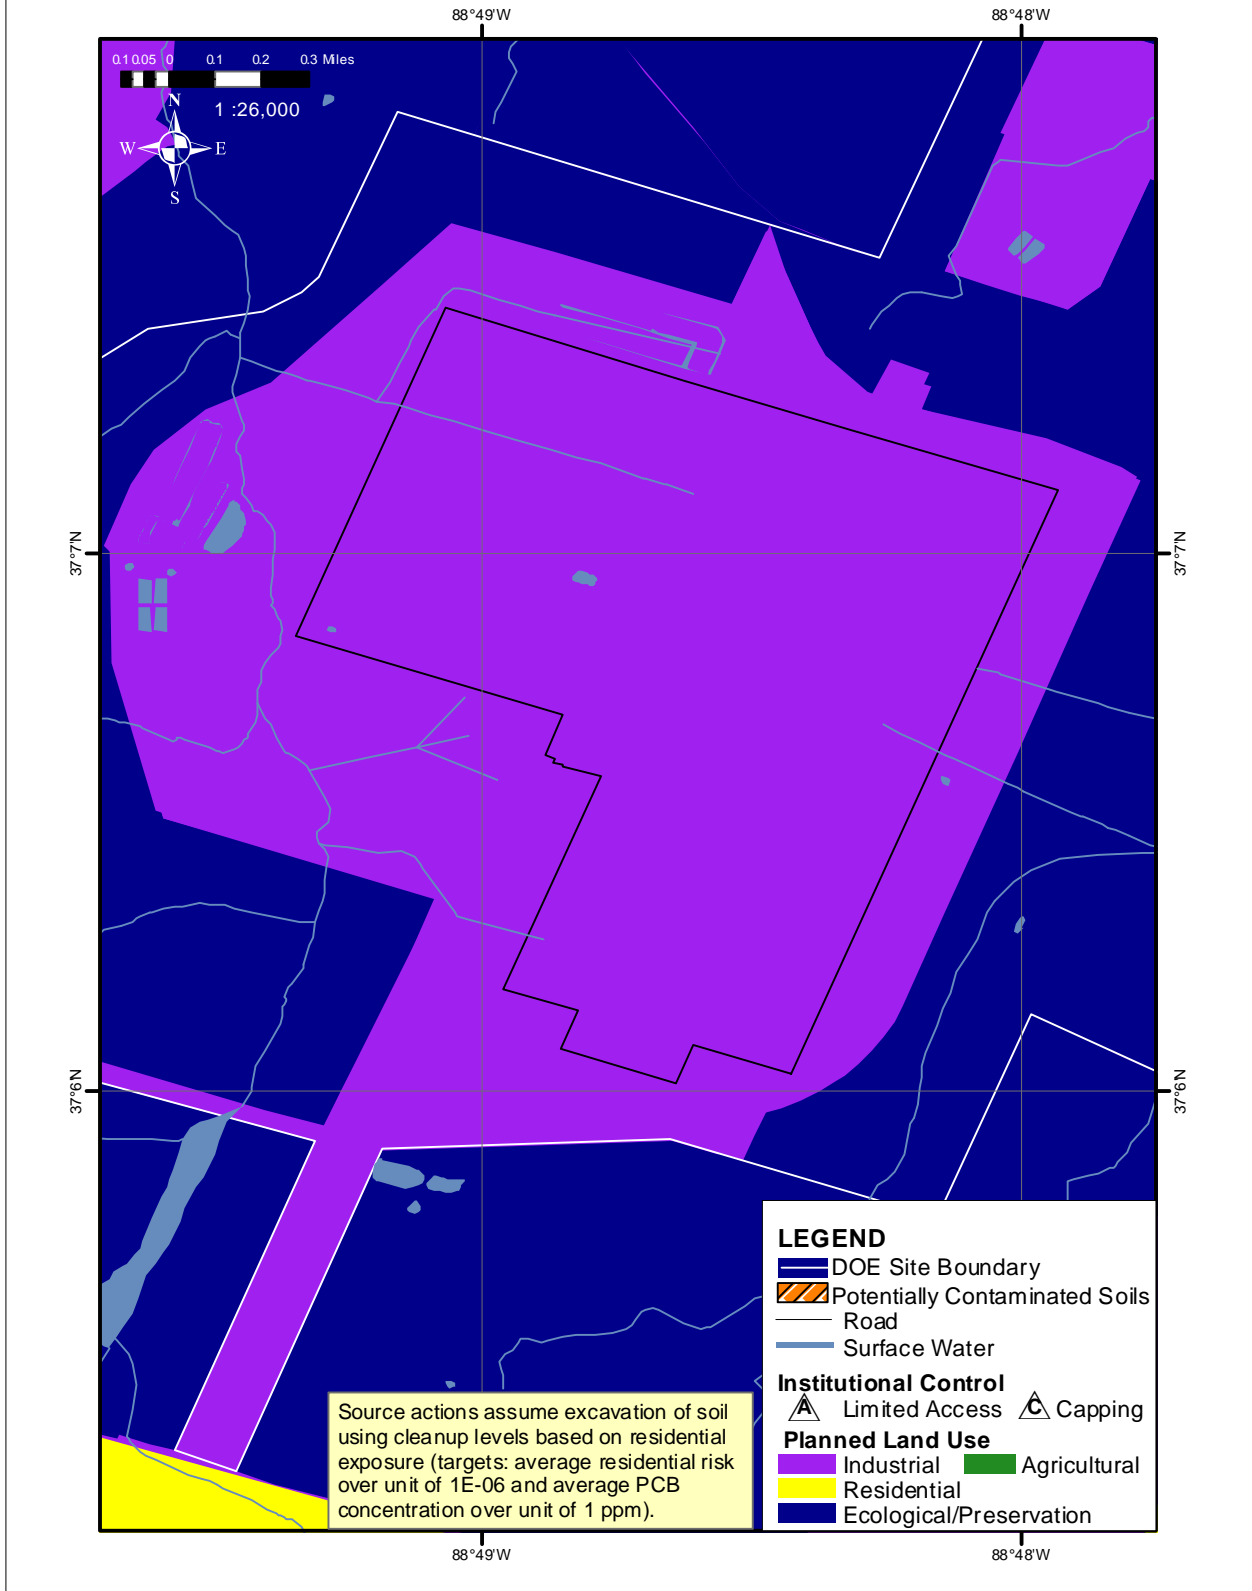 88°49'W
88°48'W
0.1 0.05 0 0.1 0.2 0.3 Miles
1 :26,000
N
W E
S
37°7'N
37°7'N
37°6'N
37°6'N
LEGEND
DOE Site Boundary
Potentially Contaminated Soils
Road
Surface Water
Institutional Control
A Limited Access C Capping
Planned Land Use
Industrial Agricultural
Residential
Ecological/Preservation
Source actions assume excavation of soil
using cleanup levels based on residential
exposure (targets: average residential risk
over unit of 1E-06 and average PCB
concentration over unit of 1 ppm).
88°49'W
88°48'W